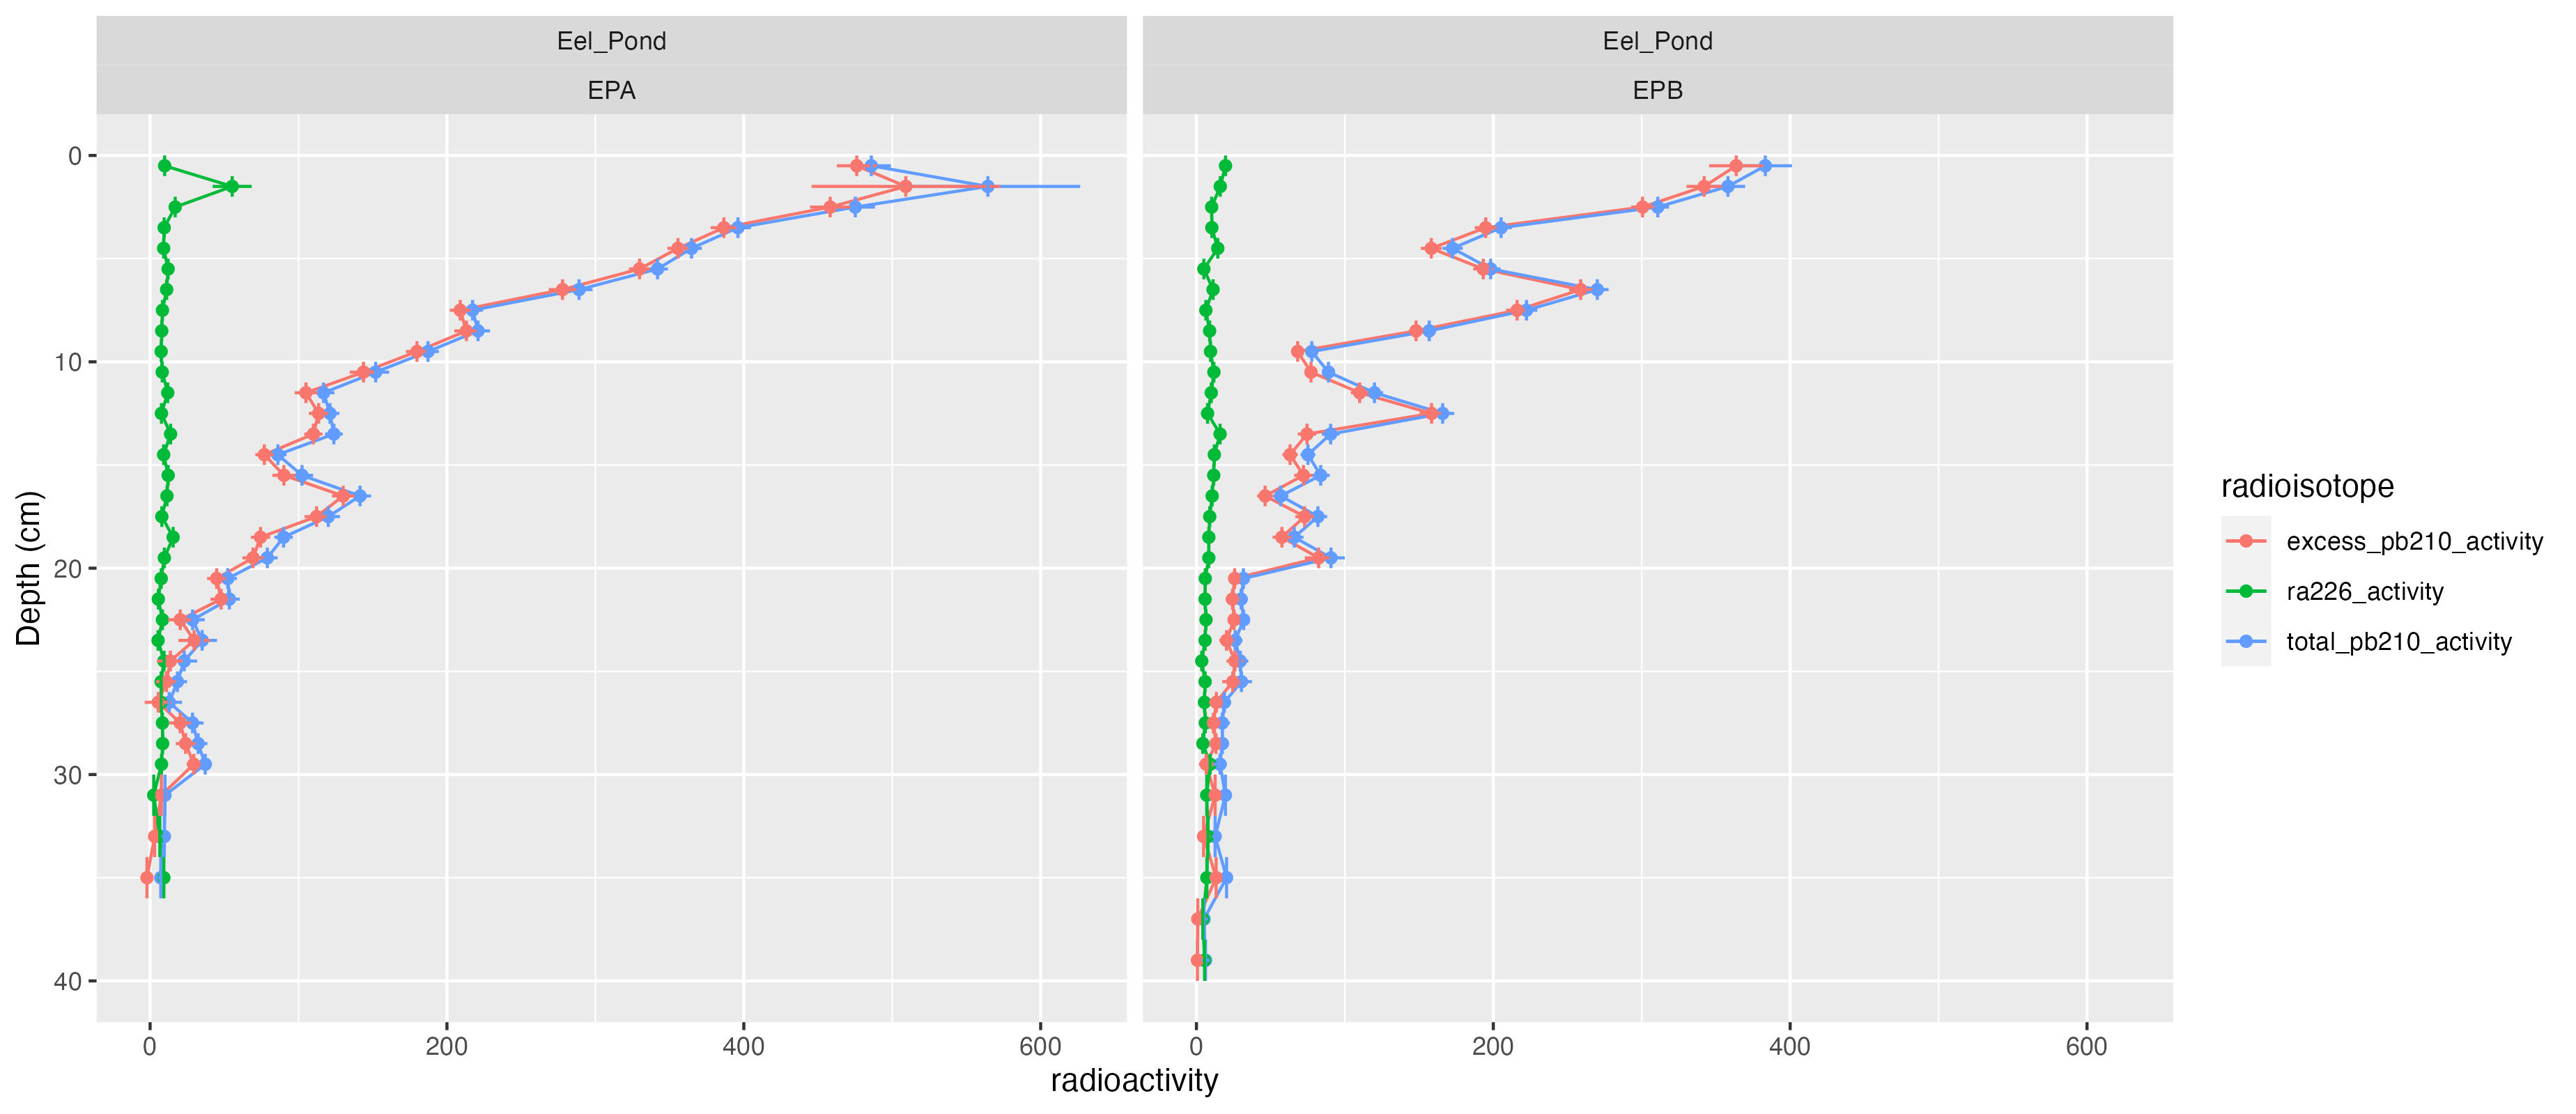 Eel_Pond
EPA
Eel_Pond
EPB
0
10
20
30
40
Depth (cm)
0
200
400
600
0
200
400
600
radioactivity
radioisotope
excess_pb210_activity
ra226_activity
total_pb210_activity